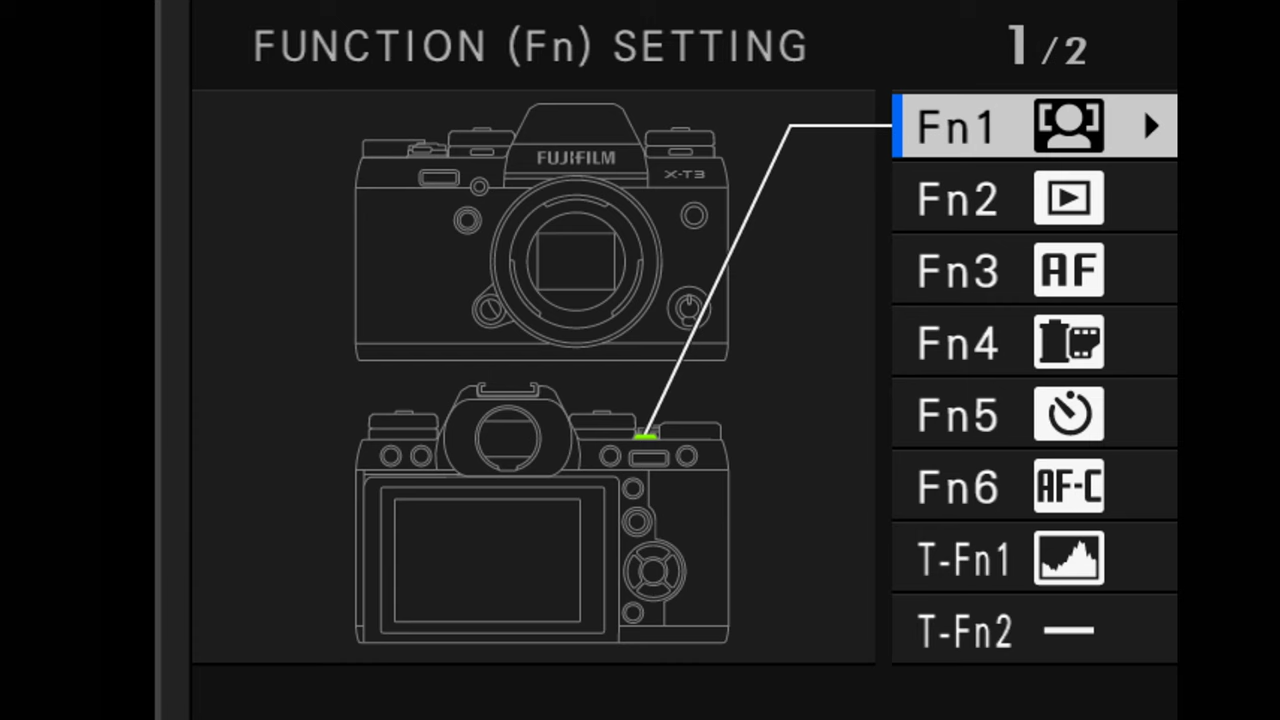 FUNCTION (Fn) SETTING 1/2
FUJIFILM
X-T3
Fn1
Fn2
Fn3 AF
Fn4
Fn5
Fn6 AF-C
T-Fn1
T-Fn2 —